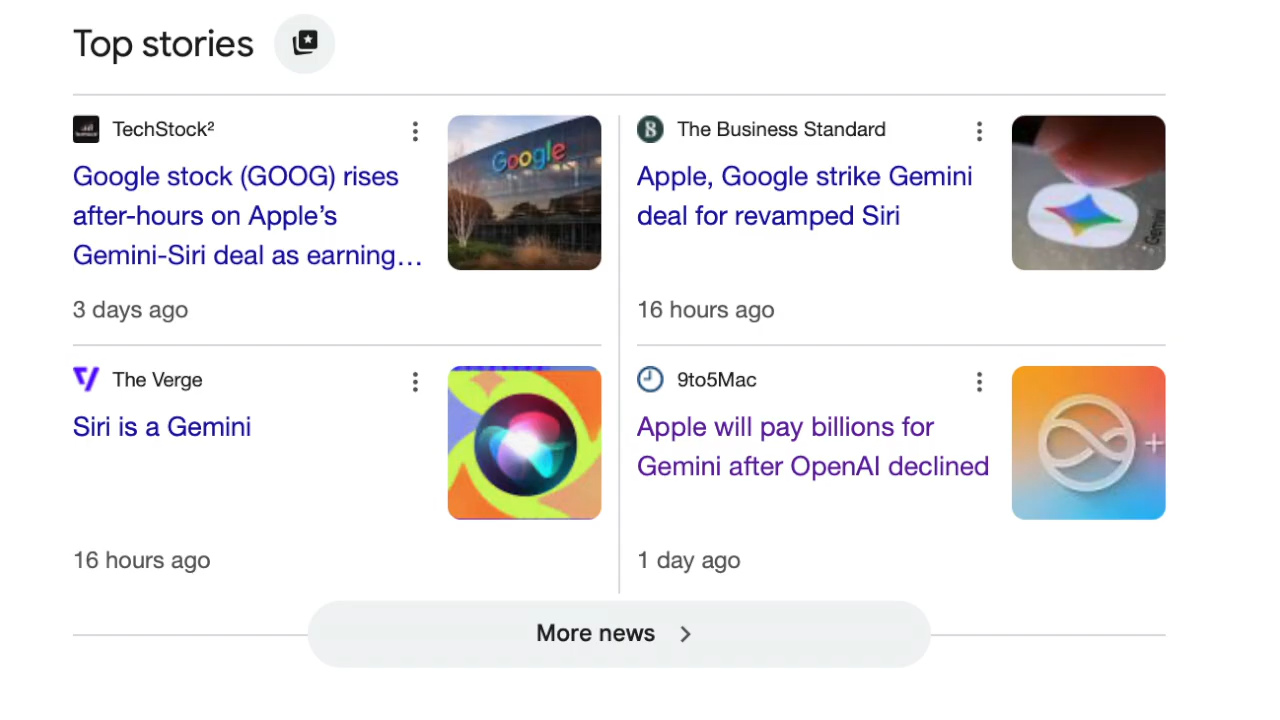 Top stories
TechStock²
Google stock (GOOG) rises
after-hours on Apple’s
Gemini-Siri deal as earning…
3 days ago
Google
The Business Standard
Apple, Google strike Gemini
deal for revamped Siri
16 hours ago
Gemini
The Verge
Siri is a Gemini
16 hours ago
9to5Mac
Apple will pay billions for
Gemini after OpenAI declined
1 day ago
More news